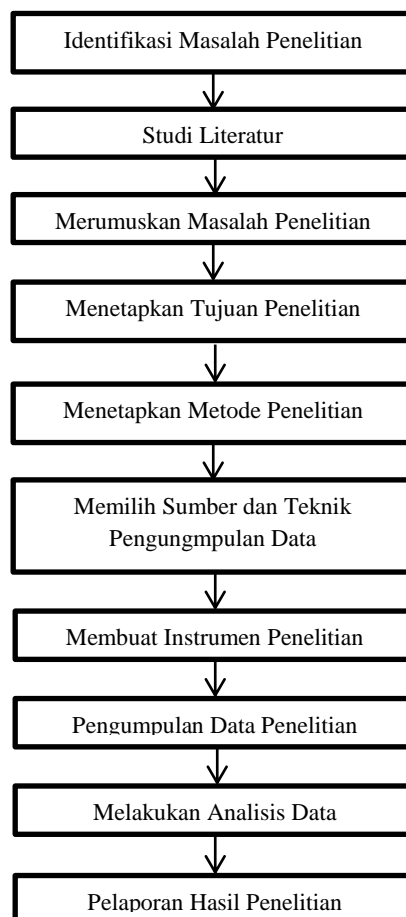 Identifikasi Masalah Penelitian
Studi Literatur
Merumuskan Masalah Penelitian
Menetapkan Tujuan Penelitian
Menetapkan Metode Penelitian
Memilih Sumber dan Teknik
Pengungmpulan Data
Membuat Instrumen Penelitian
Pengumpulan Data Penelitian
Melakukan Analisis Data
Pelaporan Hasil Penelitian